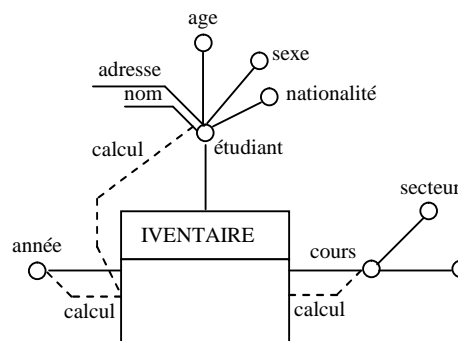 age
sexe
adresse
nom
nationalité
étudiant
calcul
secteur
IVENTAIRE
année
cours
calcul
calcul